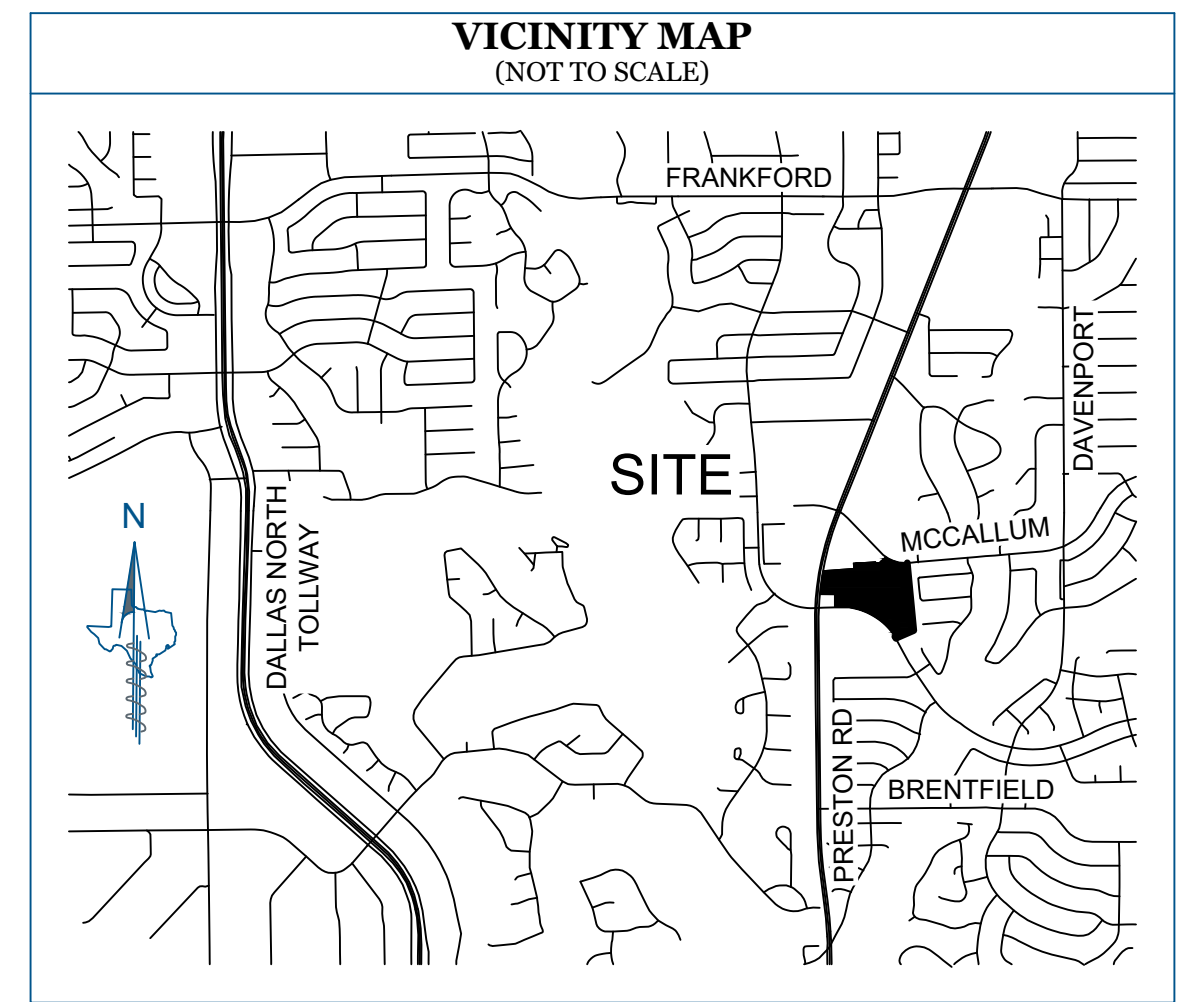 VICINITY MAP
(NOT TO SCALE)
FRANKFORD
DAVENPORT
SITE
MCCALLUM
N
DALLAS NORTH
TOLLWAY
PRESTON RD
BRENTFIELD